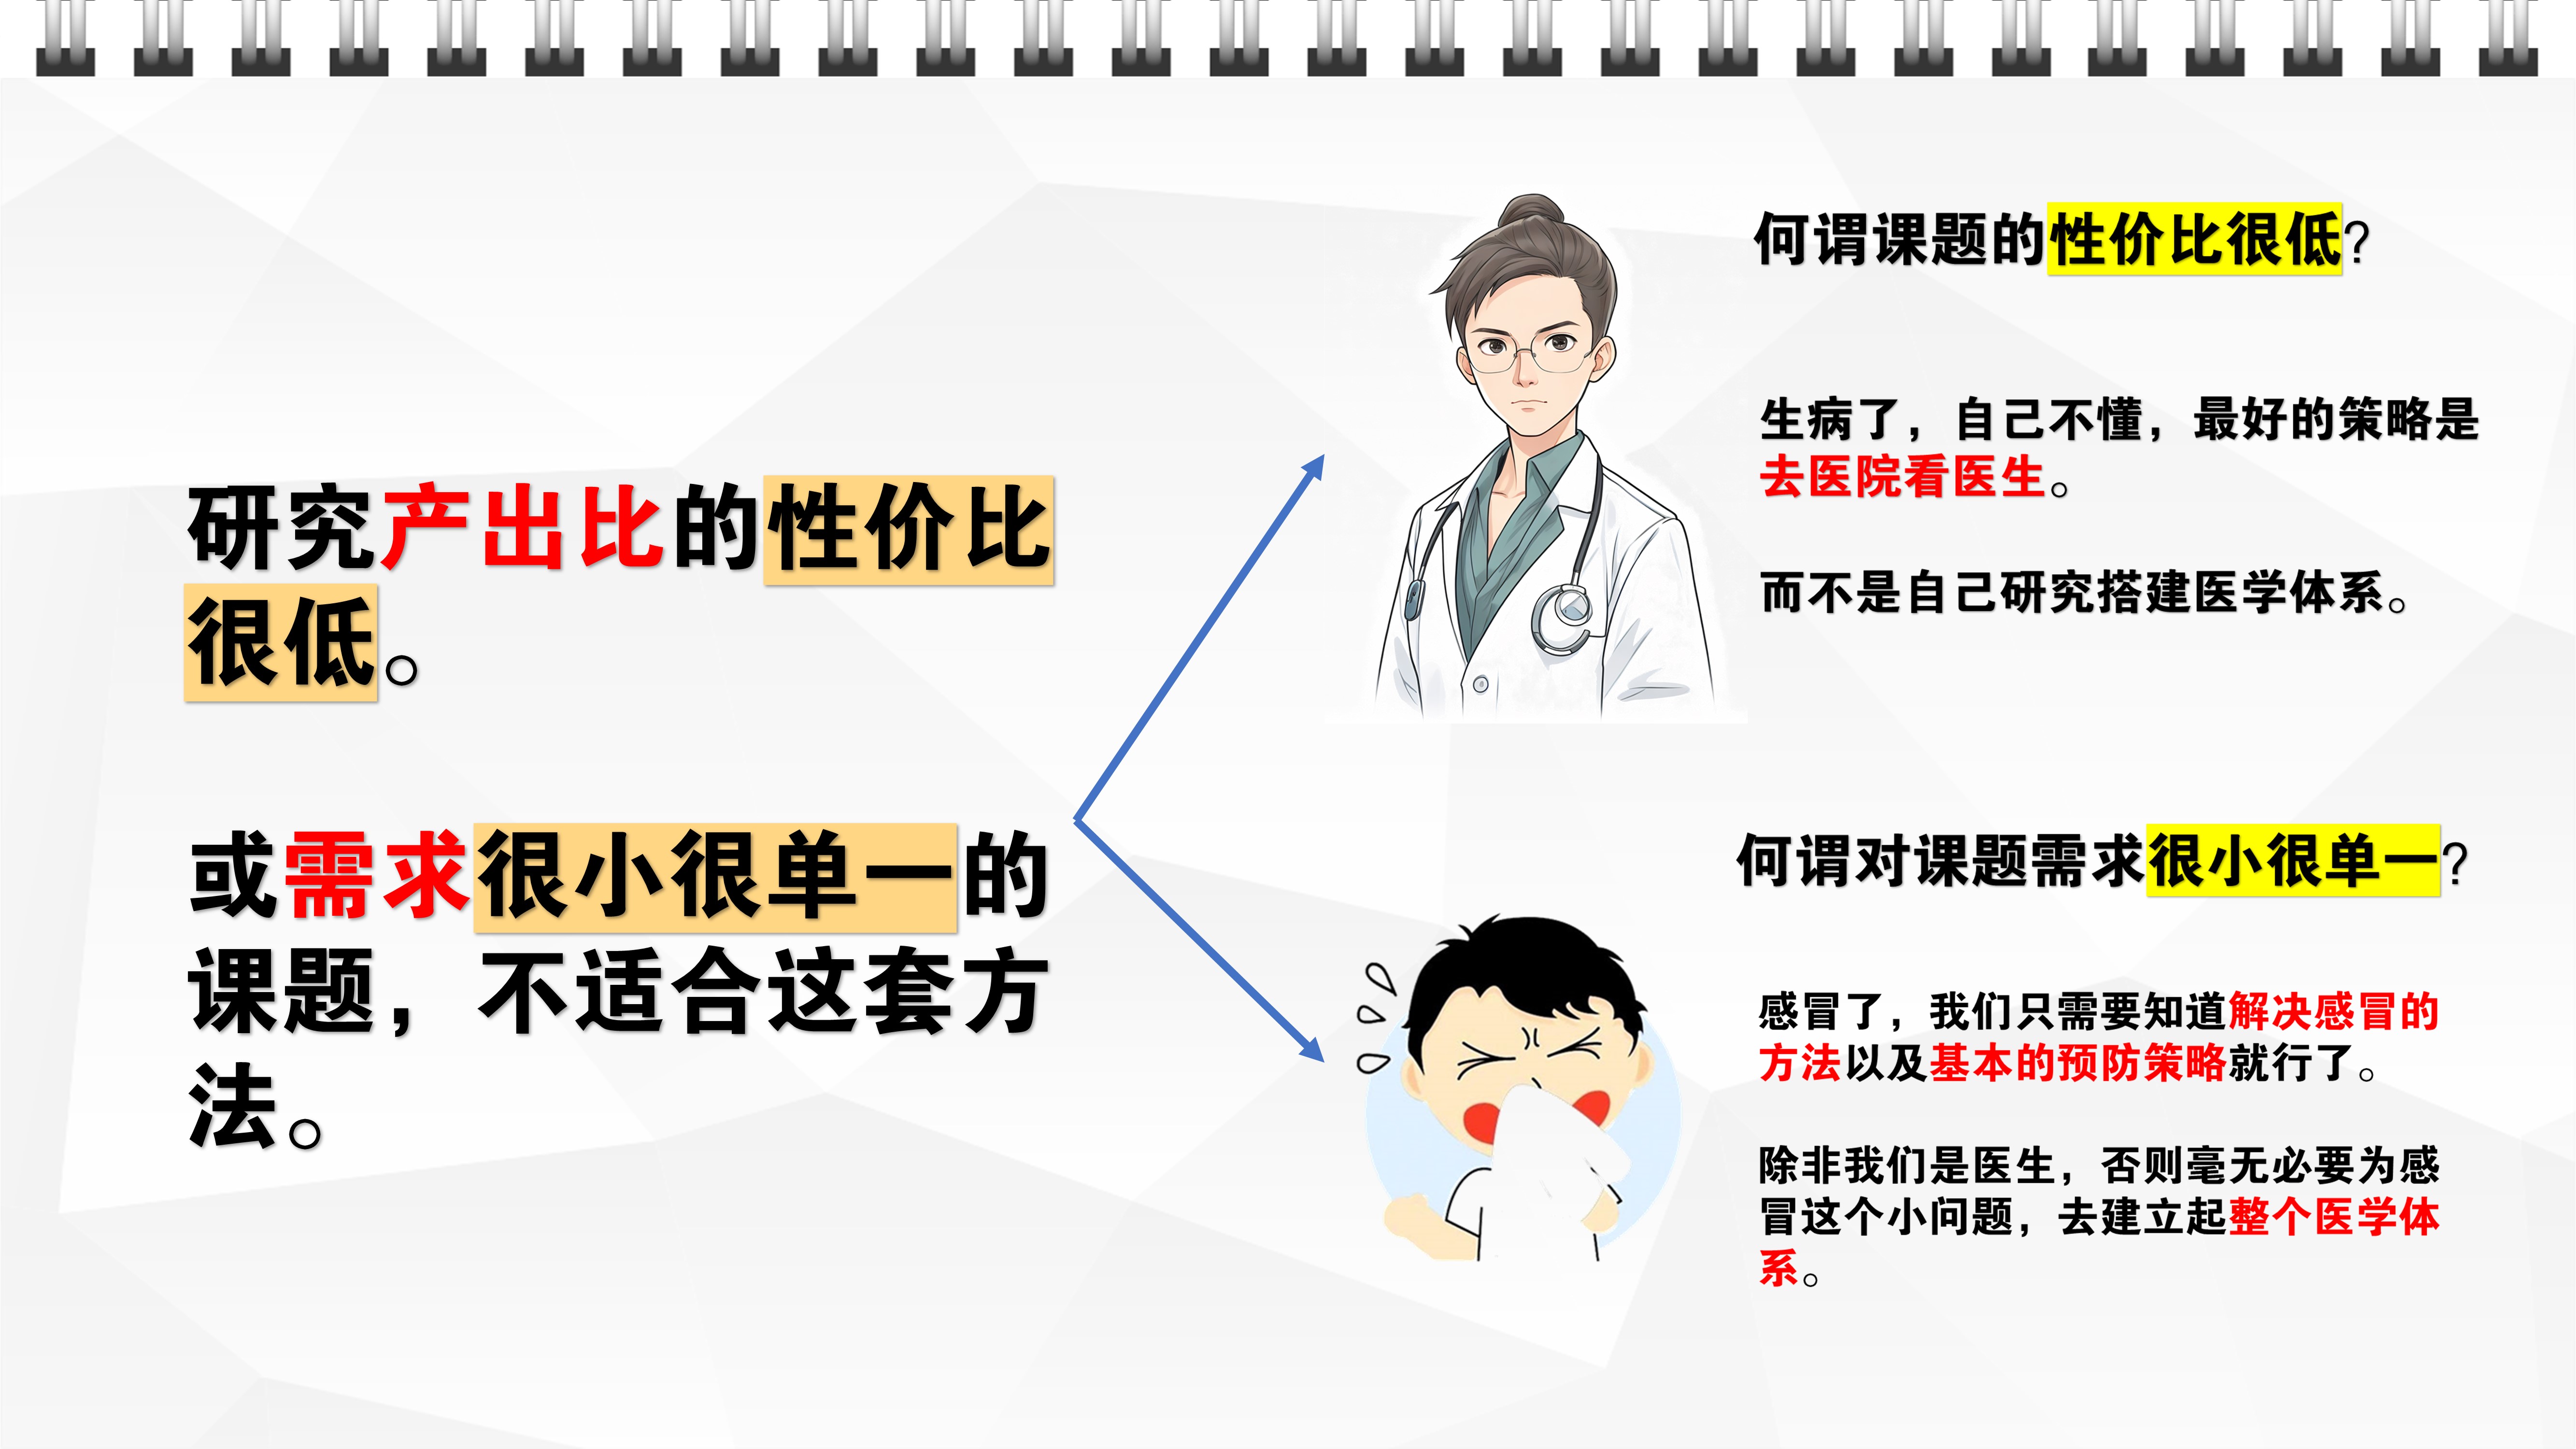 研究产出比的性价比
很低。
或需求很小很单一的
课题，不适合这套方
法。
何谓课题的性价比很低？
生病了，自己不懂，最好的策略是
去医院看医生。
而不是自己研究搭建医学体系。
何谓对课题需求很小很单一？
感冒了，我们只需要知道解决感冒的
方法以及基本的预防策略就行了。
除非我们是医生，否则毫无必要为感
冒这个小问题，去建立起整个医学体
系。